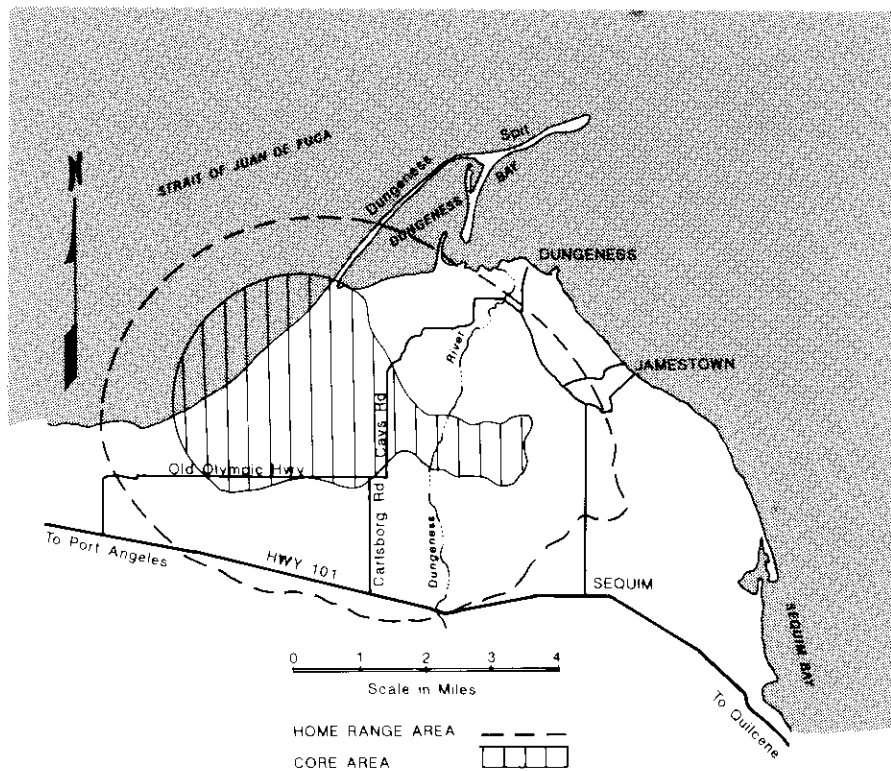 Spit
Dungeness
STRAIT OF JUAN DE FUCA
N
DUNGENESS BAY
DUNGENESS
River
JAMESTOWN
Cays Rd
Old Olympic Hwy
Carlsborg Rd
Dungeness
To Port Angeles
HWY 101
SEQUIM
SEQUIM BAY
0 1 2 3 4
Scale in Miles
To Quilcene
HOME RANGE AREA
CORE AREA